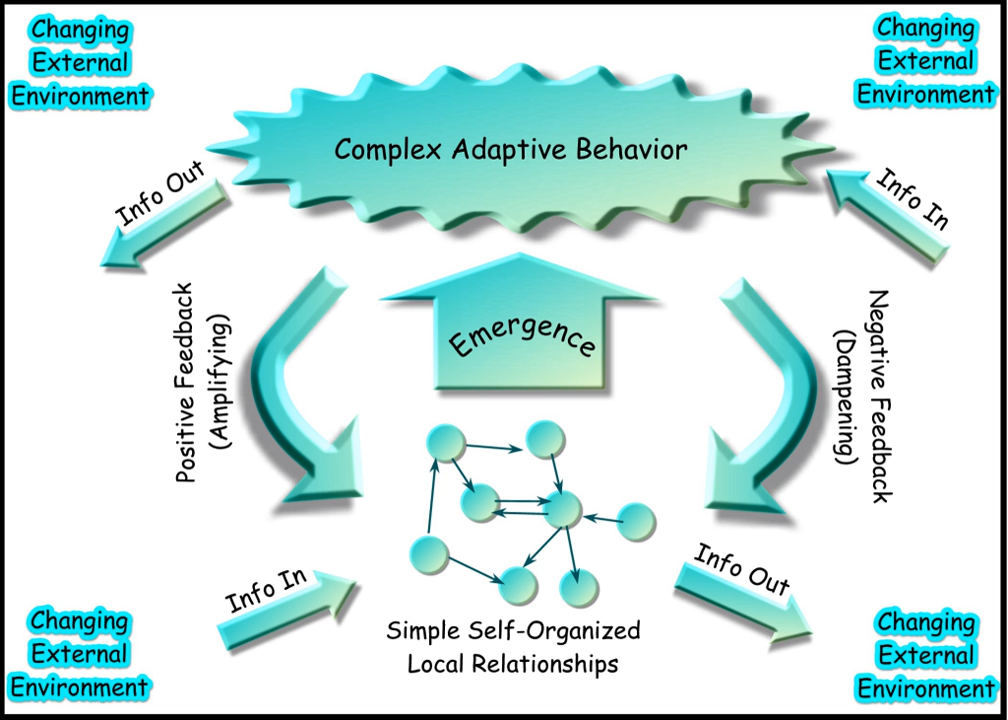 Changing
External
Environment
Changing
External
Environment
Complex Adaptive Behavior
Info Out
Info In
Positive Feedback
(Amplifying)
Emergence
Negative Feedback
(Dampening)
Info In
Info Out
Simple Self-Organized
Local Relationships
Changing
External
Environment
Changing
External
Environment